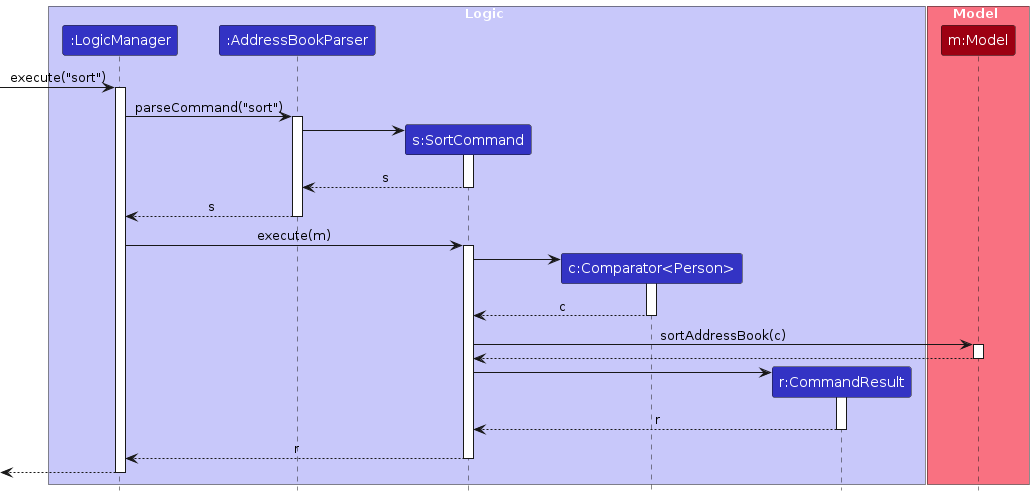 Logic
Model
:LogicManager
:AddressBookParser
m:Model
execute("sort")
parseCommand("sort")
s:SortCommand
s
s
execute(m)
c:Comparator<Person>
c
sortAddressBook(c)
r:CommandResult
r
r